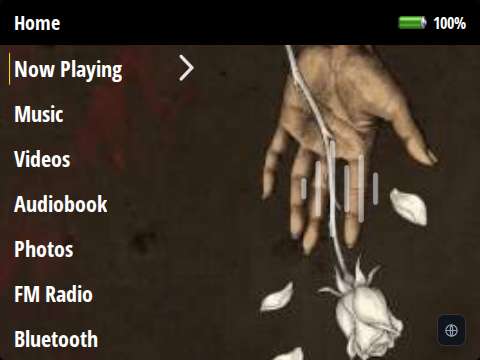 Home
100%
Now Playing
Music
Videos
Audiobook
Photos
FM Radio
Bluetooth